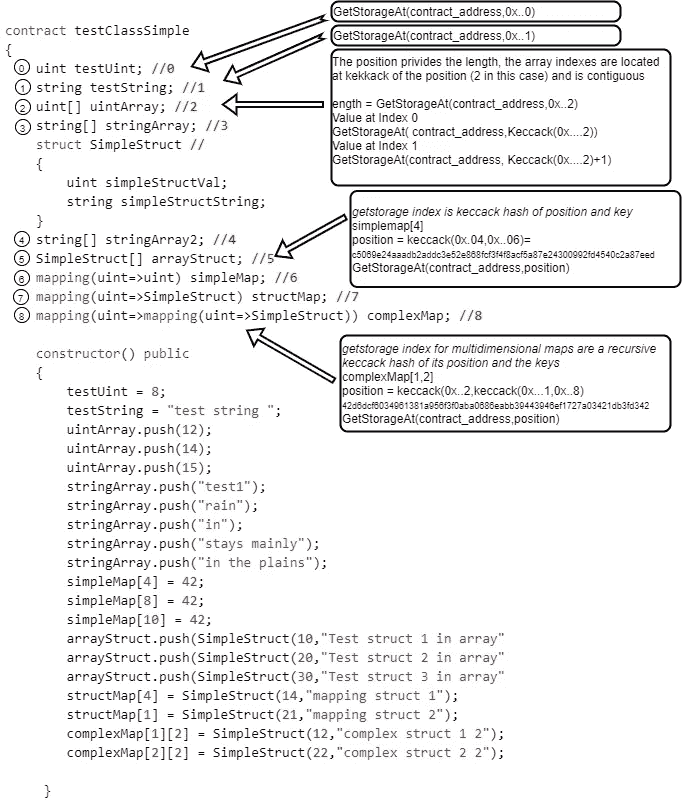 GetStorageAt(contract_address,0x..0)
contract testClassSimple
GetStorageAt(contract_address,0x..1)
{
0 uint testUint; //0
1 string testString; //1
2 uint[] uintArray; //2
3 string[] stringArray; //3
struct SimpleStruct //
{
uint simpleStructVal;
string simpleStructString;
}
4 string[] stringArray2; //4
5 SimpleStruct[] arrayStruct; //5
6 mapping(uint=>uint) simpleMap; //6
7 mapping(uint=>SimpleStruct) structMap; //7
8 mapping(uint=>mapping(uint=>SimpleStruct)) complexMap; //8
The position privides the length, the array indexes are located
at kekkack of the position (2 in this case) and is contiguous
ength = GetStorageAt(contract_address,0x..2)
Value at Index 0
GetStorageAt( contract_address,Keccack(0x....2))
Value at Index 1
GetStorageAt(contract_address, Keccack(0x....2)+1)
getstorage index is keccack hash of position and key
simplemap[4]
position = keccack(0x.04,0x..06)=
c5069e24aaadb2addc3e52e868fcf3f4f8acf5a87e24300992fd4540c2a87eed
GetStorageAt(contract_address,position)
getstorage index for multidimensional maps are a recursive
keccack hash of its position and the keys
complexMap[1,2]
position = keccack(0x..2,keccack(0x...1,0x..8)
42d6dcf6034961381a956f3f0aba0686eabb39443946ef1727a03421db3fd342
GetStorageAt(contract_address,position)
constructor() public
{
testUint = 8;
testString = "test string ";
uintArray.push(12);
uintArray.push(14);
uintArray.push(15);
stringArray.push("test1");
stringArray.push("rain");
stringArray.push("in");
stringArray.push("stays mainly");
stringArray.push("in the plains");
simpleMap[4] = 42;
simpleMap[8] = 42;
simpleMap[10] = 42;
arrayStruct.push(SimpleStruct(10,"Test struct 1 in array"
arrayStruct.push(SimpleStruct(20,"Test struct 2 in array"
arrayStruct.push(SimpleStruct(30,"Test struct 3 in array"
structMap[4] = SimpleStruct(14,"mapping struct 1");
structMap[1] = SimpleStruct(21,"mapping struct 2");
complexMap[1][2] = SimpleStruct(12,"complex struct 1 2");
complexMap[2][2] = SimpleStruct(22,"complex struct 2 2");
}